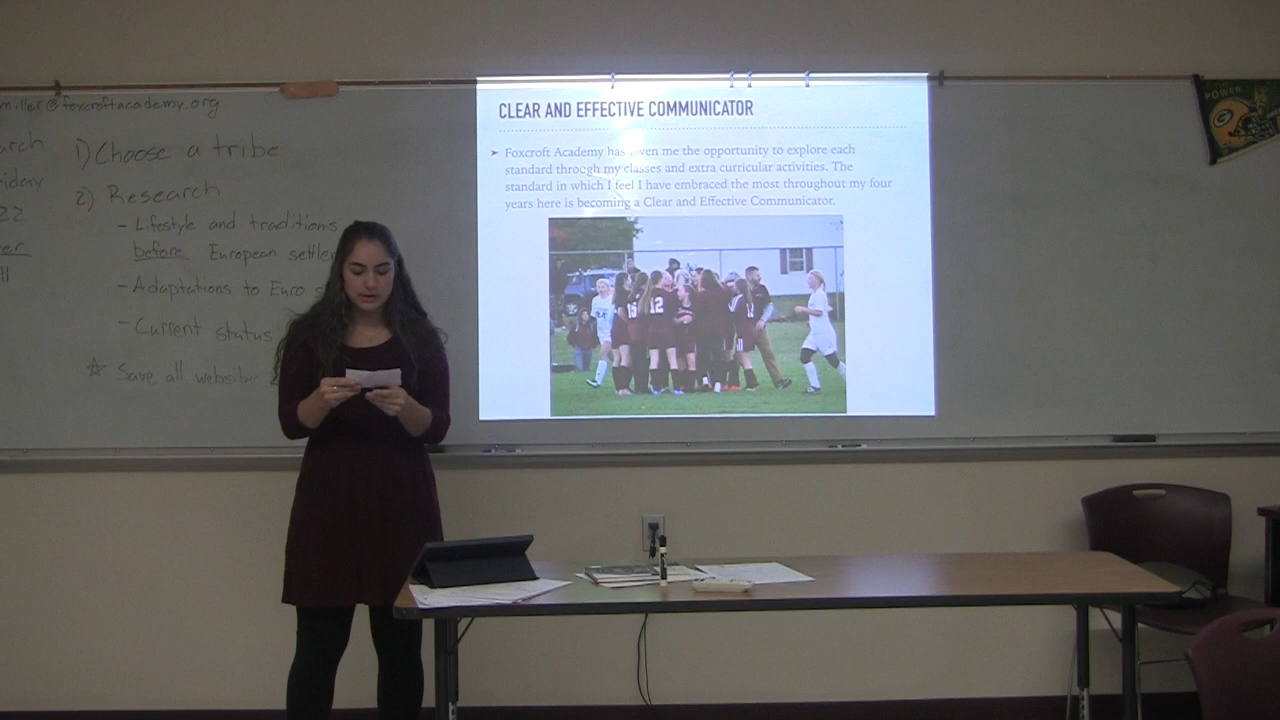 miller@foxcroftacademy.org
1) Choose a tribe
2) Research
- Lifestyle and traditions
before European
- Adaptations to Euro
- Current status
Save all
22
CLEAR AND EFFECTIVE COMMUNICATOR
➤ Foxcroft Academy has me the opportunity to explore each
standard through my classes and extra curricular activities. The
standard in which I feel I have embraced the most throughout my four
years here is becoming a Clear and Effective Communicator.
15
12
11
POWER
G